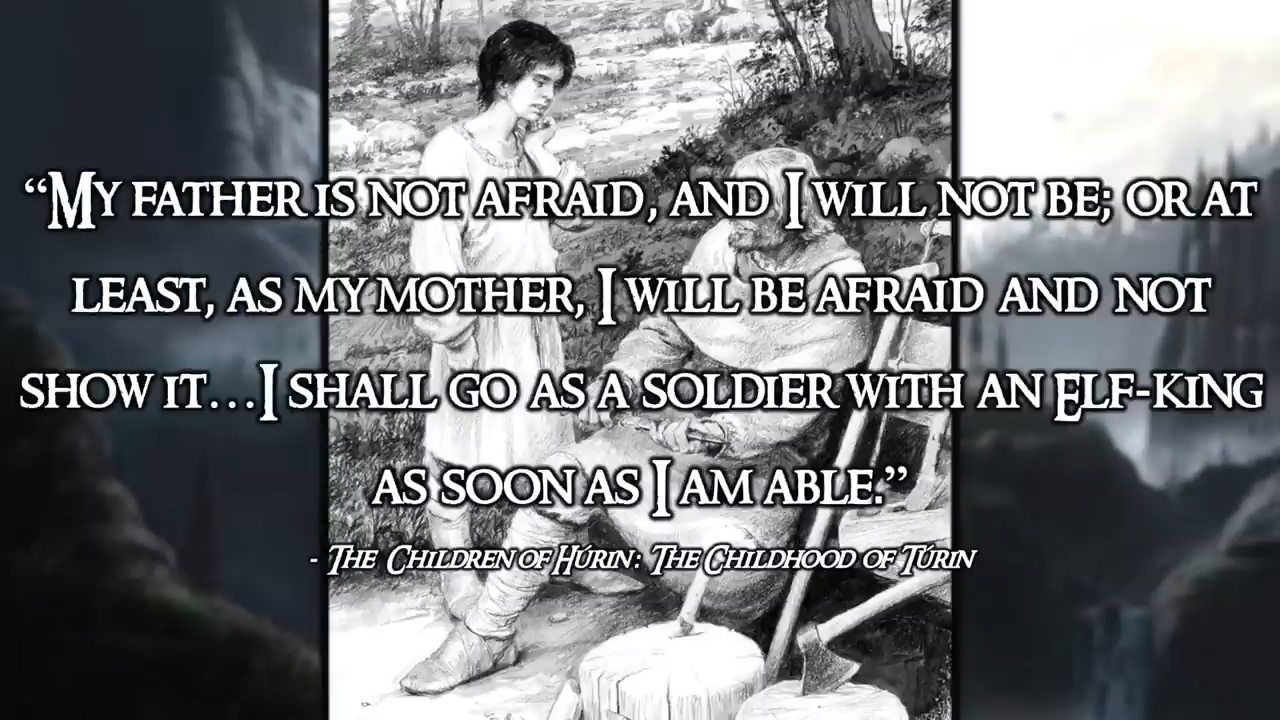 “My father is not afraid, and I will not be; or at
least, as my mother, I will be afraid and not
show it...I shall go as a soldier with an Elf-king
as soon as I am able.”
- The Children of Húrin: The Childhood of Túrin